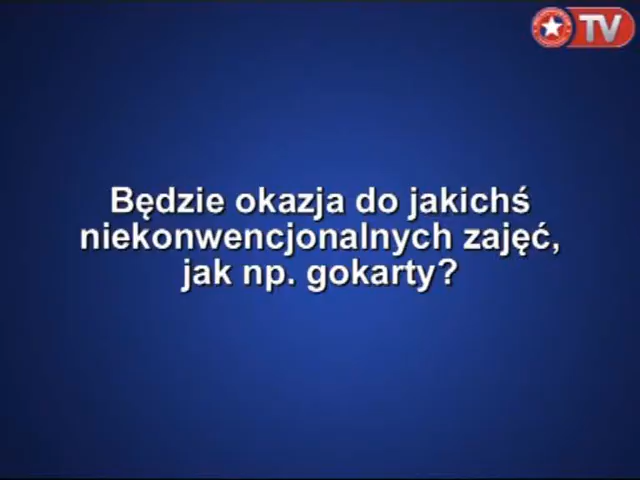 TV
Będzie okazja do jakichś
niekonwencjonalnych zajęć,
jak np. gokarty?